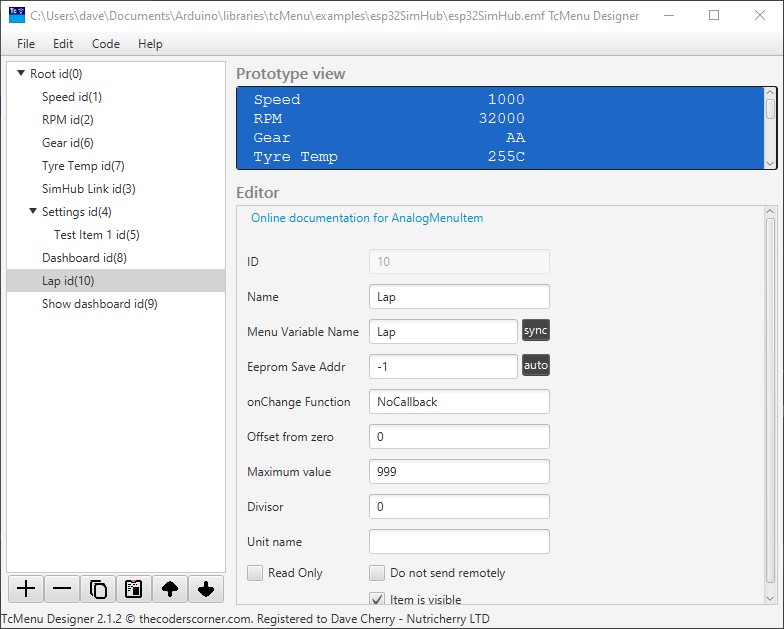 C:\Users\dave\Documents\Arduino\libraries\tcMenu\examples\esp32SimHub\esp32SimHub.emf TcMenu Designer
File Edit Code Help
Root id(0)
Speed id(1)
RPM id(2)
Gear id(6)
Tyre Temp id(7)
SimHub Link id(3)
Settings id(4)
Test Item 1 id(5)
Dashboard id(8)
Lap id(10)
Show dashboard id(9)
Prototype view
Speed 1000
RPM 32000
Gear AA
Tyre Temp 255C
Editor
Online documentation for AnalogMenuItem
ID 10
Name Lap
Menu Variable Name Lap sync
Eeprom Save Addr -1 auto
onChange Function NoCallback
Offset from zero 0
Maximum value 999
Divisor 0
Unit name
Read Only Do not send remotely
Item is visible
TcMenu Designer 2.1.2 © thecoderscorner.com. Registered to Dave Cherry - Nutricherry LTD